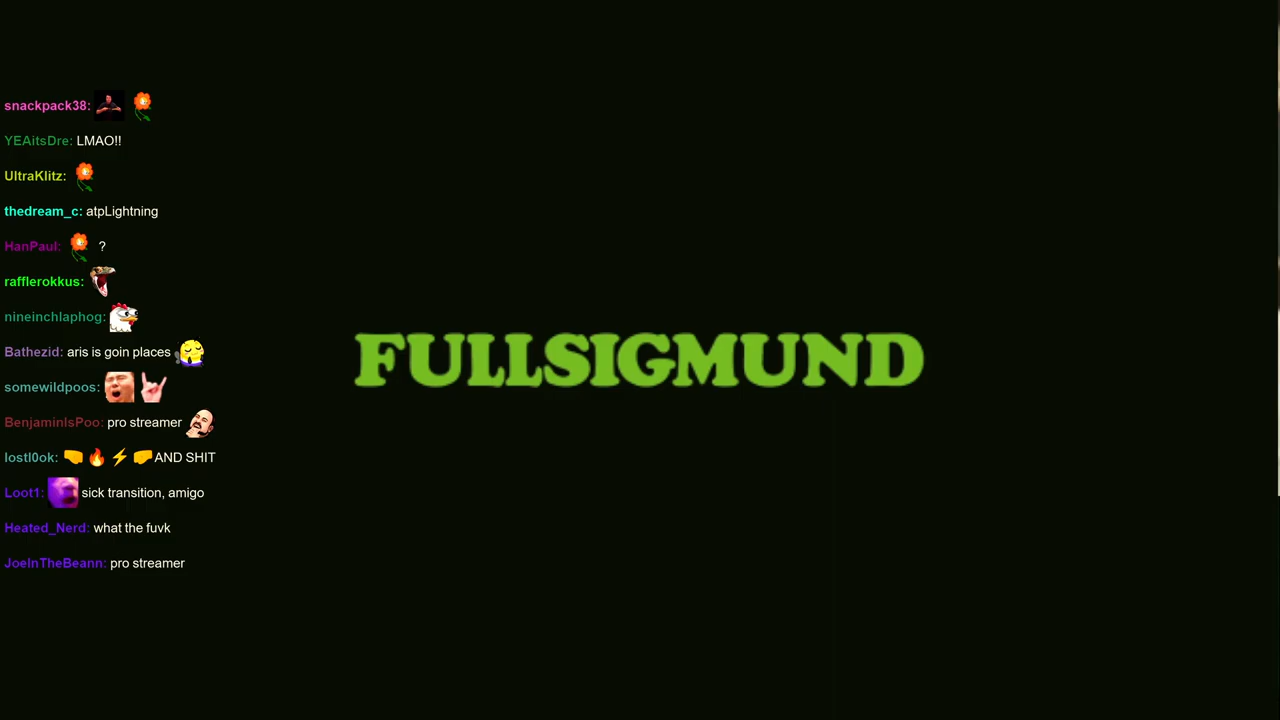 snackpack38:
YEAitsDre: LMAO!!
UltraKlitz:
thedream_c: atpLightning
HanPaul: ?
rafflerokkus:
nineinchlaphog:
Bathezid: aris is goin places
somewildpoos:
BenjaminIsPoo: pro streamer
lostl0ok: 🤜 🔥 ⚡ 🤛 AND SHIT
Loot1: sick transition, amigo
Heated_Nerd: what the fuvk
JoeInTheBeann: pro streamer
FULLSIGMUND